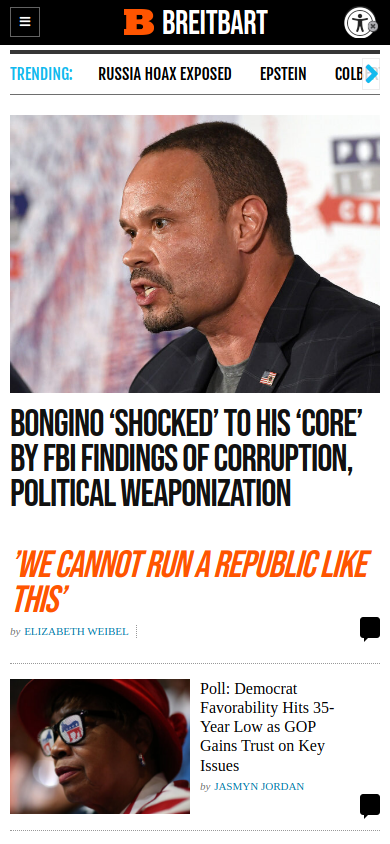 B BREITBART
TRENDING: RUSSIA HOAX EXPOSED EPSTEIN COLB
BONGINO ‘SHOCKED’ TO HIS ‘CORE’
BY FBI FINDINGS OF CORRUPTION,
POLITICAL WEAPONIZATION
’WE CANNOT RUN A REPUBLIC LIKE
THIS’
by ELIZABETH WEIBEL
Poll: Democrat
Favorability Hits 35-
Year Low as GOP
Gains Trust on Key
Issues
by JASMYN JORDAN